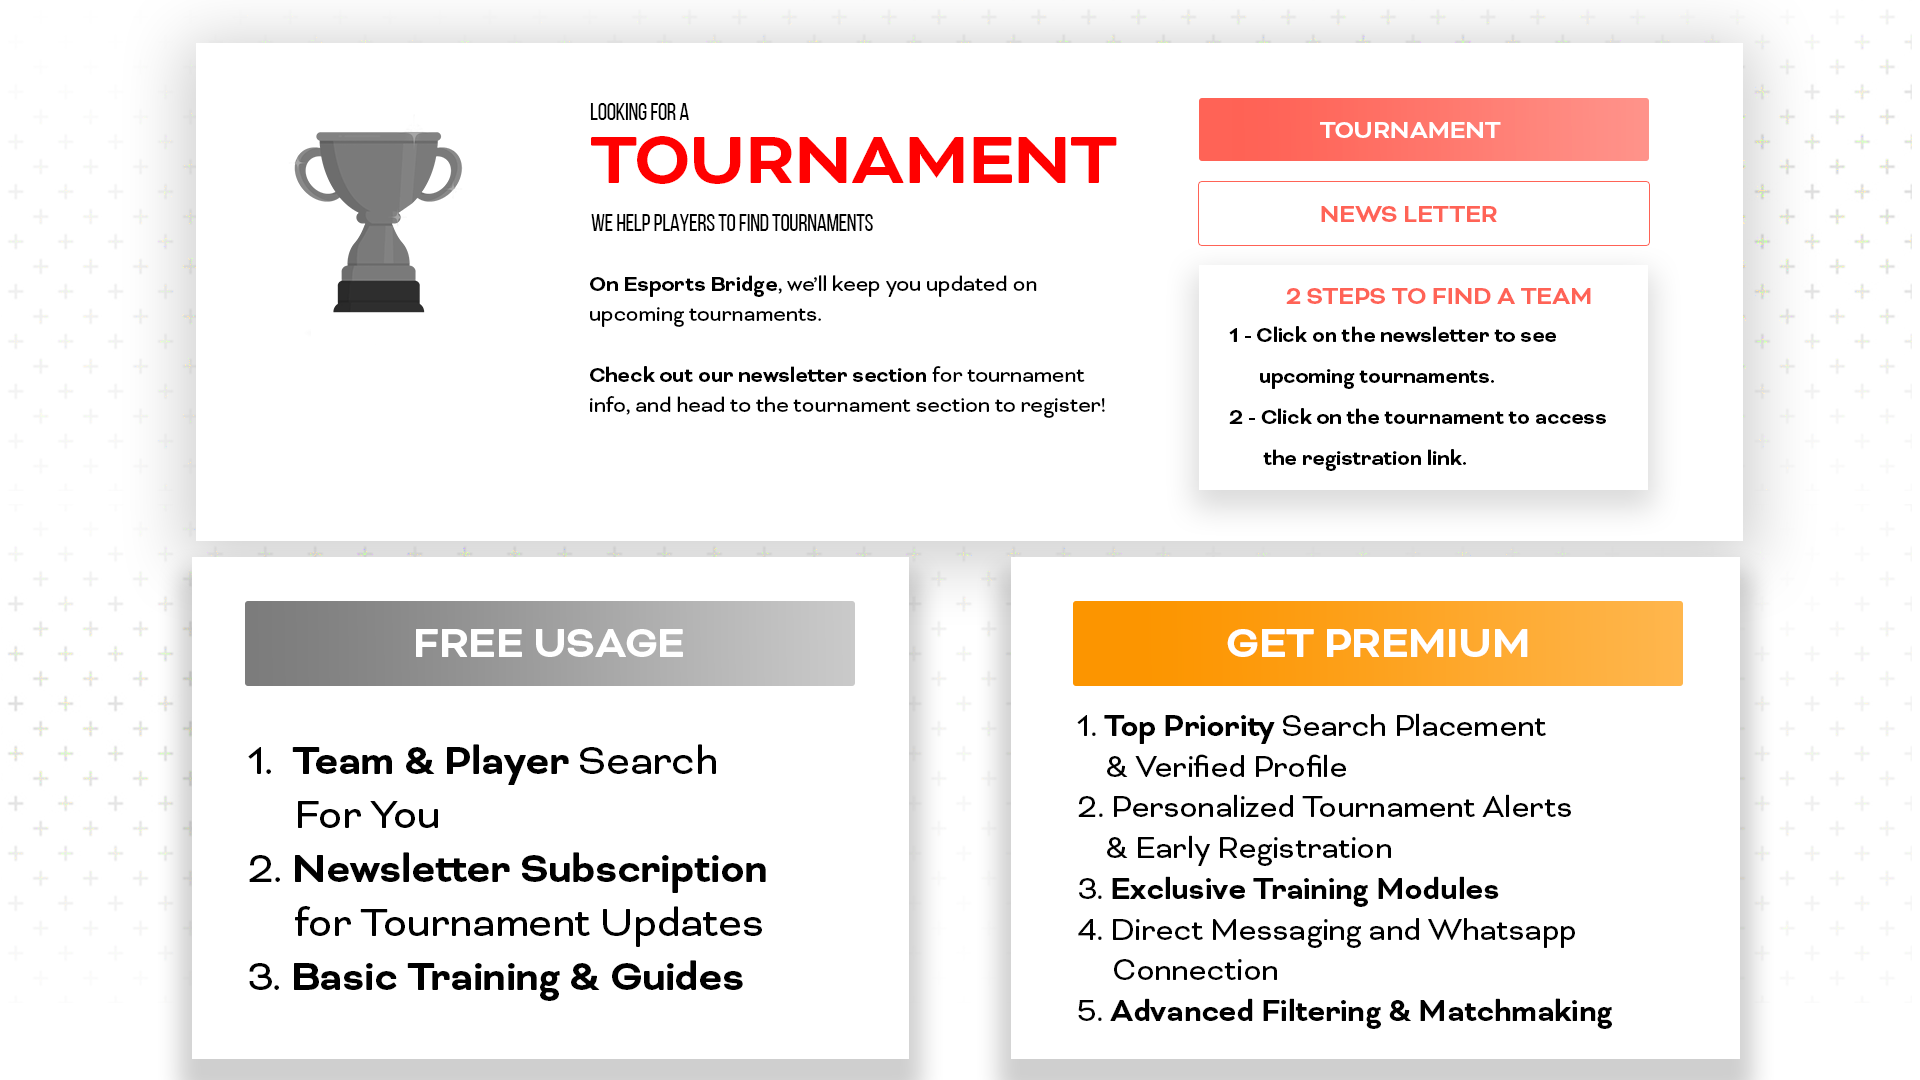 LOOKING FOR A
TOURNAMENT
WE HELP PLAYERS TO FIND TOURNAMENTS
On Esports Bridge, we’ll keep you updated on
upcoming tournaments.
Check out our newsletter section for tournament
info, and head to the tournament section to register!
TOURNAMENT
NEWS LETTER
2 STEPS TO FIND A TEAM
1 - Click on the newsletter to see
upcoming tournaments.
2 - Click on the tournament to access
the registration link.
FREE USAGE
1. Team & Player Search
For You
2. Newsletter Subscription
for Tournament Updates
3. Basic Training & Guides
GET PREMIUM
1. Top Priority Search Placement
& Verified Profile
2. Personalized Tournament Alerts
& Early Registration
3. Exclusive Training Modules
4. Direct Messaging and Whatsapp
Connection
5. Advanced Filtering & Matchmaking